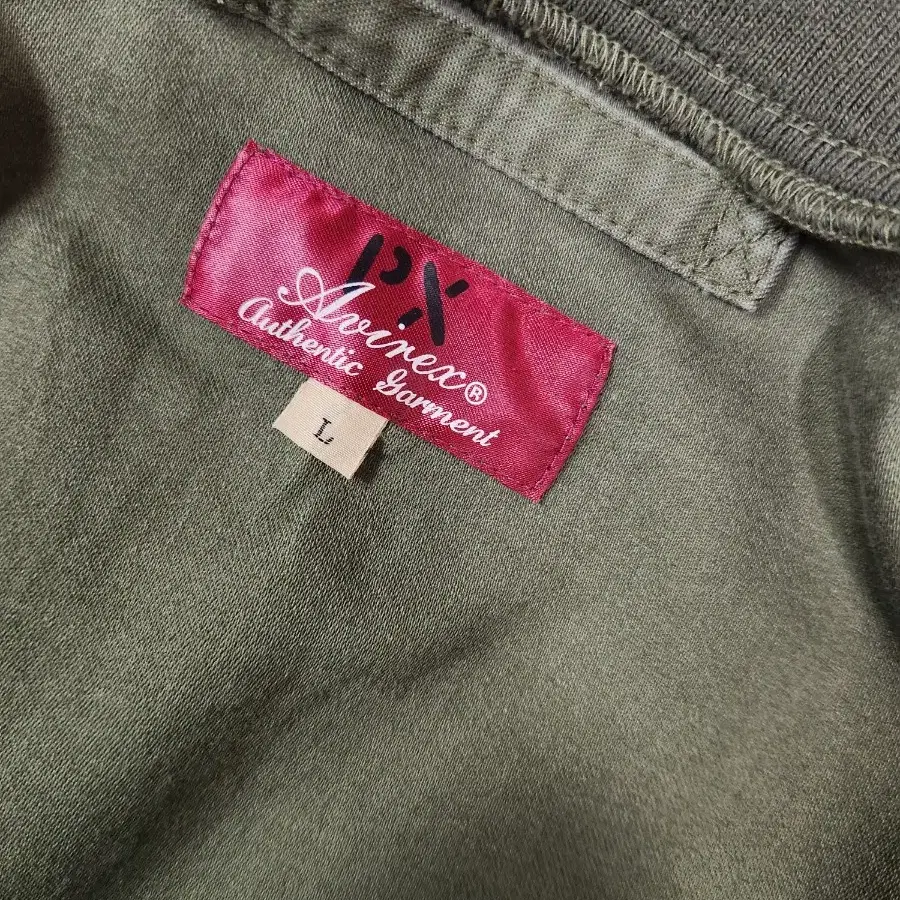 PX
Avirex®
Authentic Garment
L